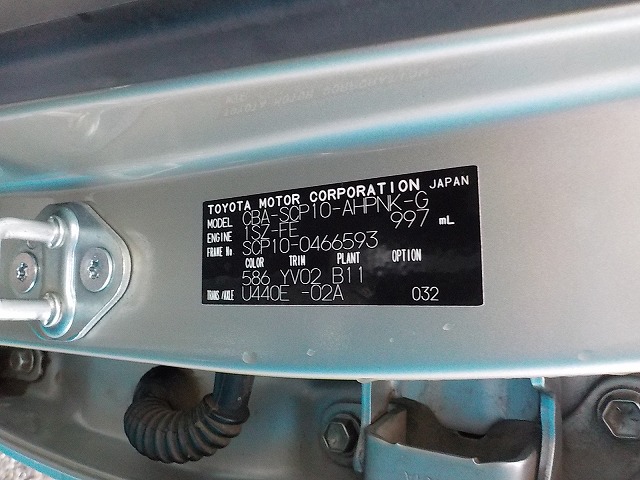 TOYOTA MOTOR CORPORATION JAPAN
MODEL CBA-SCP10-AHPNK-G
ENGINE 1SZ-FE 997 mL
FRAME No. SCP10-0466593
COLOR TRIM PLANT OPTION
586 YV02 B11
TRANS/AXLE U440E -02A 032